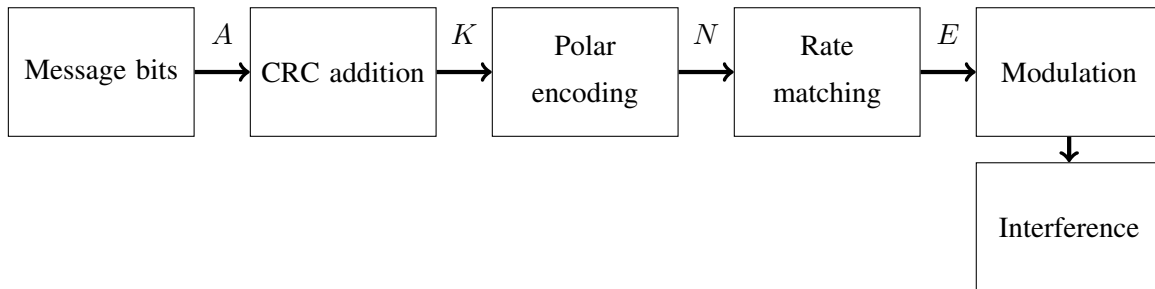 A
K
N
E
Message bits
CRC addition
Polar
encoding
Rate
matching
Modulation
Interference